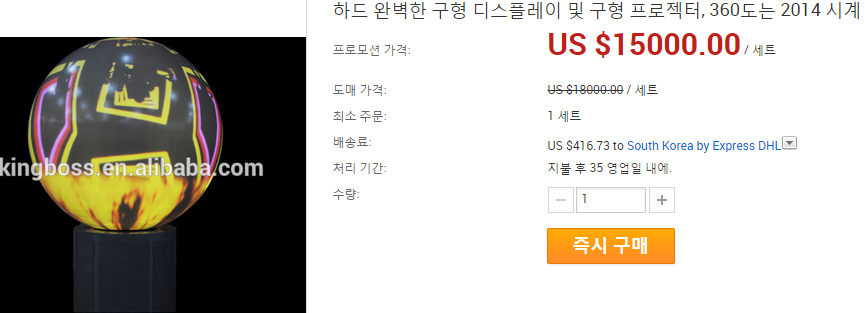 하드 완벽한 구형 디스플레이 및 구형 프로젝터, 360도는 2014 시계
프로모션 가격: US $15000.00 / 세트
도매 가격: US $18000.00 / 세트
최소 주문: 1 세트
배송료: US $416.73 to South Korea by Express DHL
처리 기간: 지불 후 35 영업일 내에.
수량: 1
즉시 구매
kingboss.en.alibaba.com